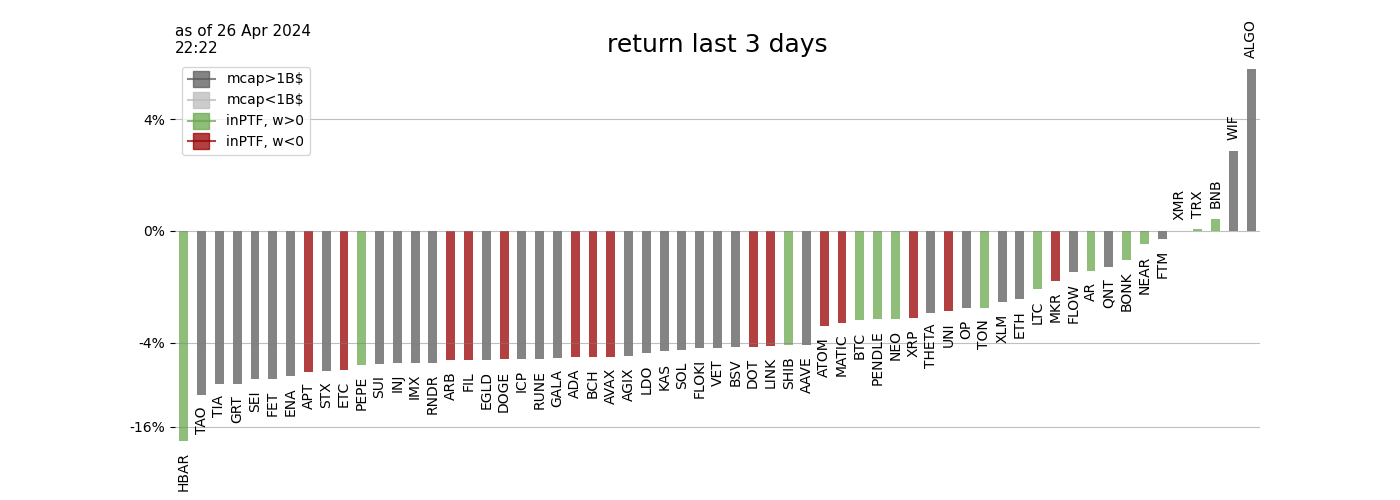 as of 26 Apr 2024
22:22
return last 3 days
mcap>1B$
mcap<1B$
inPTF, w>0
inPTF, w<0
4%
0%
-4%
-16%
HBAR
TAO
TIA
GRT
SEI
FET
ENA
APT
STX
ETC
PEPE
SUI
INJ
IMX
RNDR
ARB
FIL
EGLD
DOGE
ICP
RUNE
GALA
ADA
BCH
AVAX
AGIX
LDO
KAS
SOL
FLOKI
VET
BSV
DOT
LINK
SHIB
AAVE
ATOM
MATIC
BTC
PENDLE
NEO
XRP
THETA
UNI
OP
TON
XLM
ETH
LTC
MKR
FLOW
AR
QNT
BONK
NEAR
FTM
XMR
TRX
BNB
WIF
ALGO